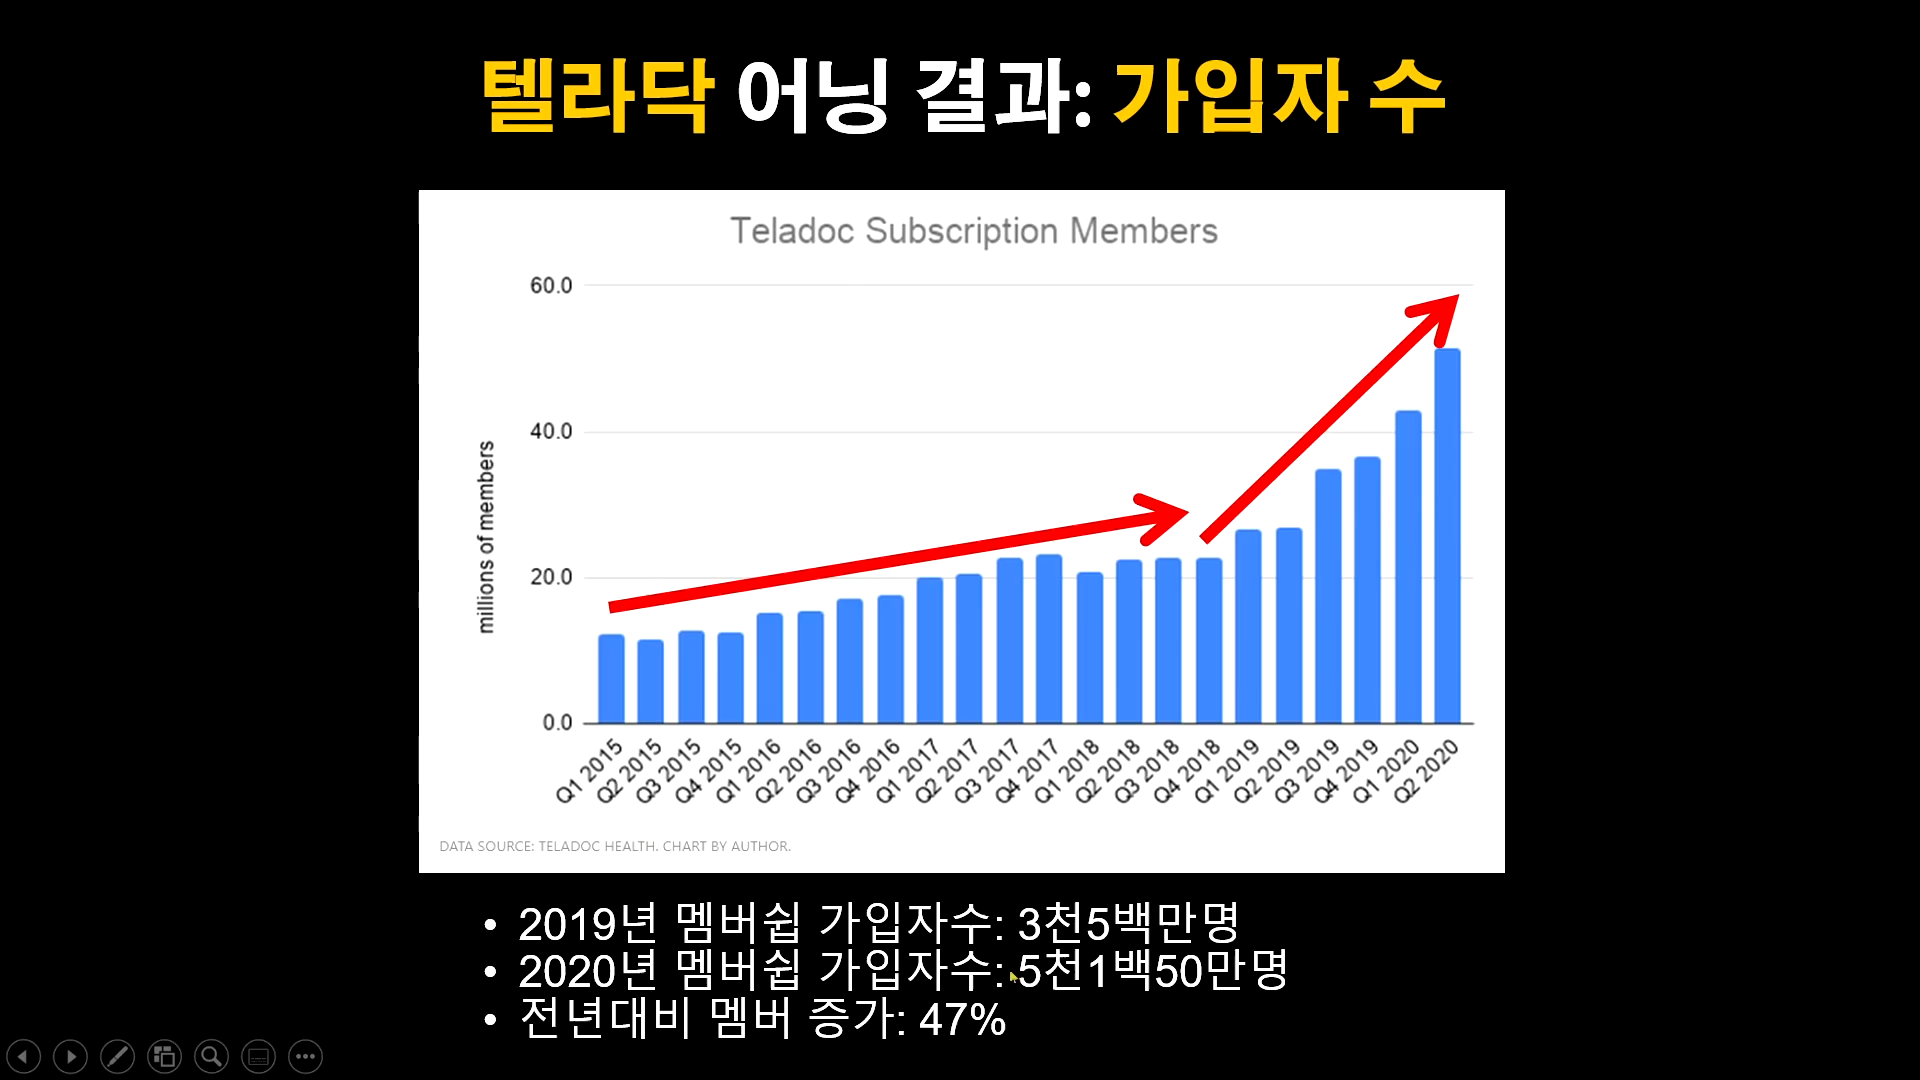 텔라닥 어닝 결과: 가입자 수
Teladoc Subscription Members
60.0
40.0
20.0
0.0
millions of members
Q1 2015
Q2 2015
Q3 2015
Q4 2015
Q1 2016
Q2 2016
Q3 2016
Q4 2016
Q1 2017
Q2 2017
Q3 2017
Q4 2017
Q1 2018
Q2 2018
Q3 2018
Q4 2018
Q1 2019
Q2 2019
Q3 2019
Q4 2019
Q1 2020
Q2 2020
DATA SOURCE: TELADOC HEALTH. CHART BY AUTHOR.
• 2019년 멤버쉽 가입자수: 3천5백만명
• 2020년 멤버쉽 가입자수: 5천1백50만명
• 전년대비 멤버 증가: 47%